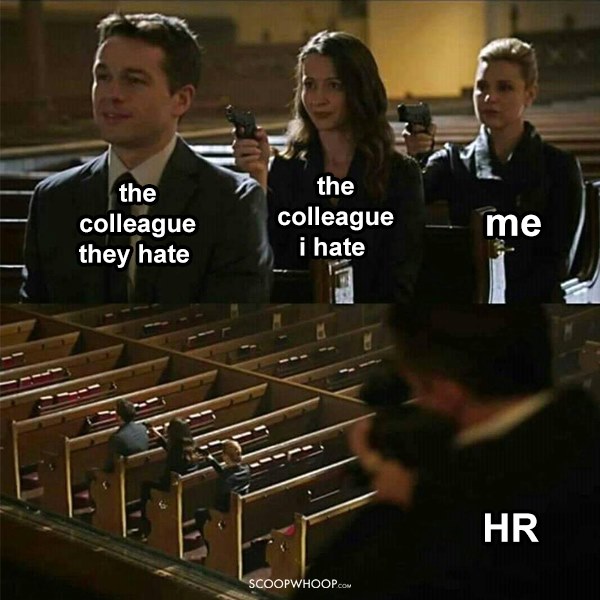 the
colleague
they hate
the
colleague
i hate
me
HR
SCOOPWHOOP.COM